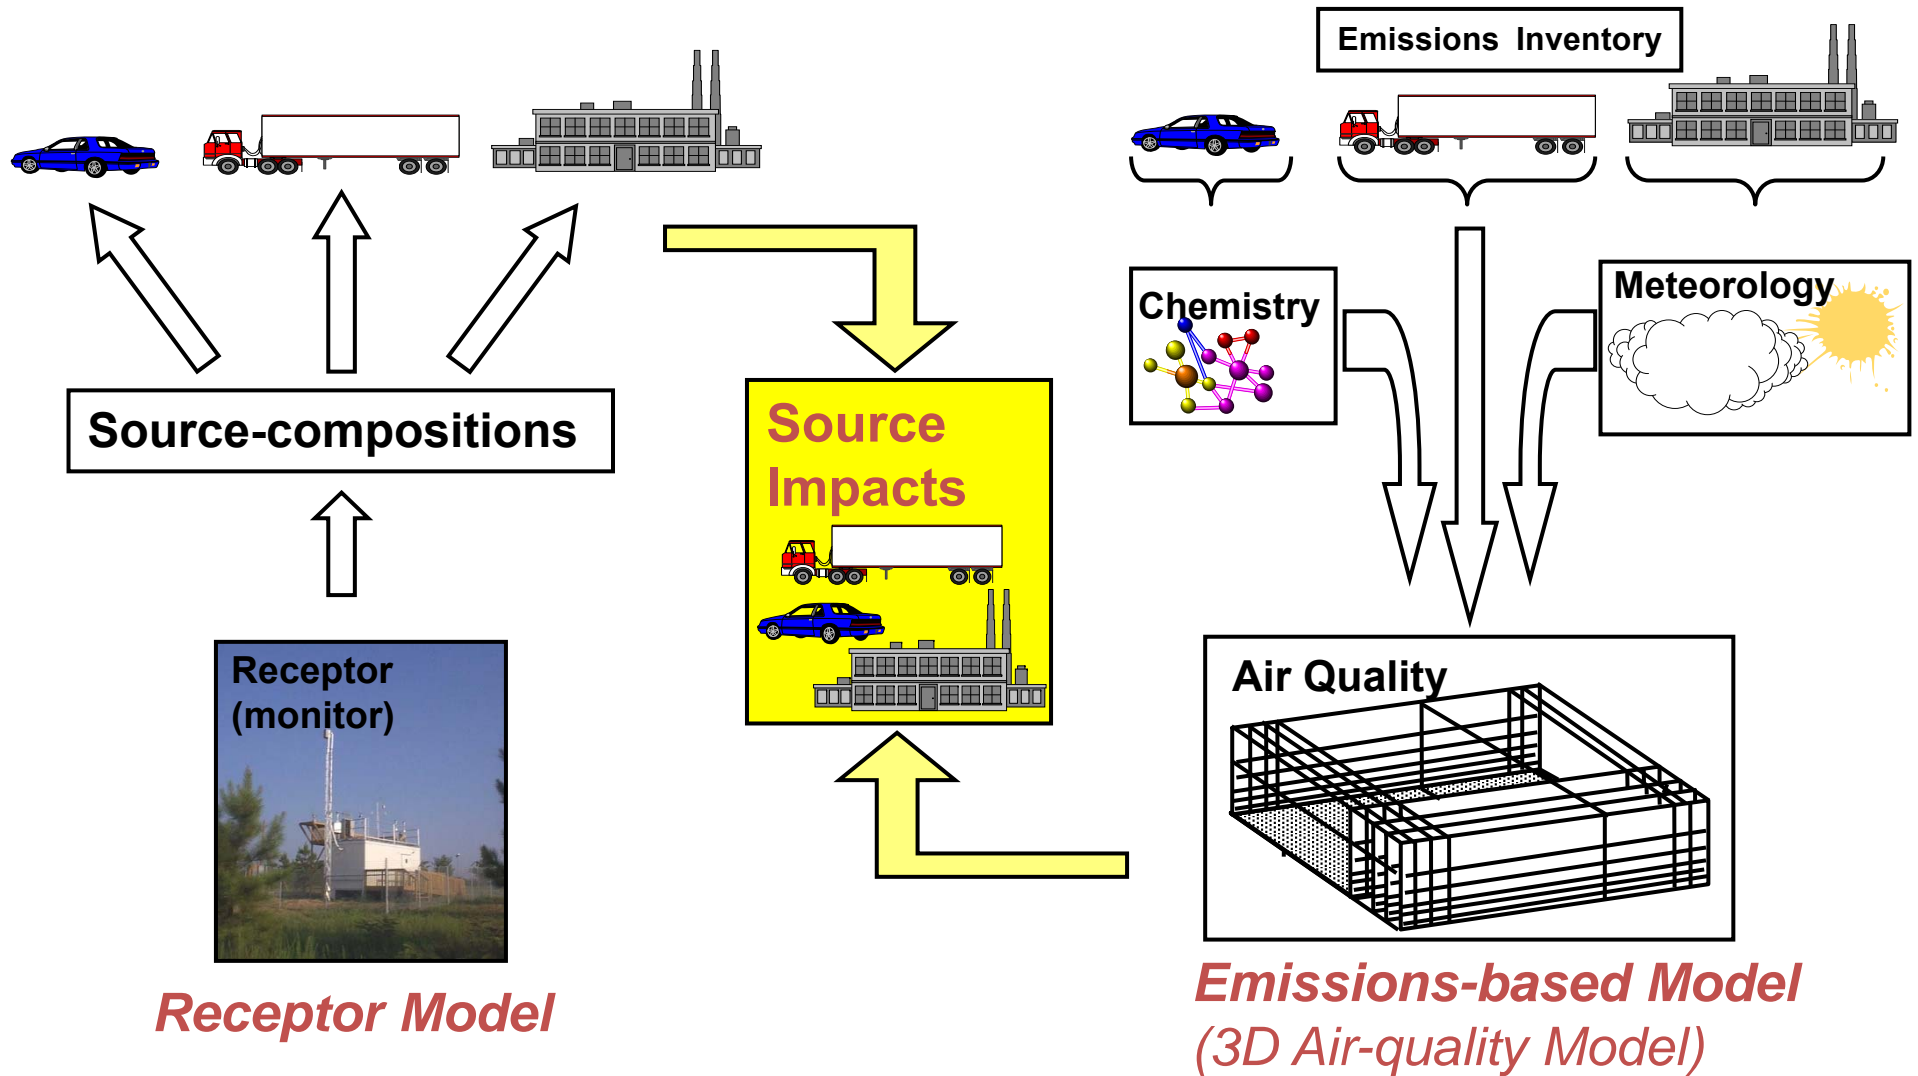 Emissions Inventory
Chemistry
Meteorology
Source-compositions
Source
Impacts
Receptor
(monitor)
Air Quality
Receptor Model
Emissions-based Model
(3D Air-quality Model)